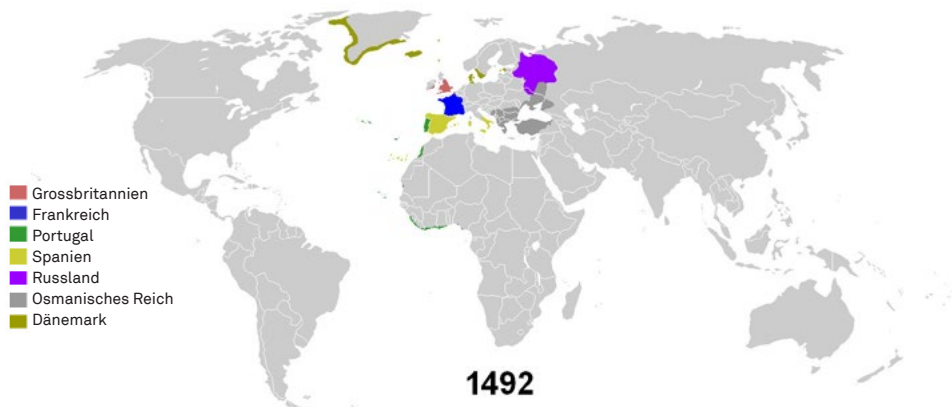 Grossbritannien
Frankreich
Portugal
Spanien
Russland
Osmanisches Reich
Dänemark
1492